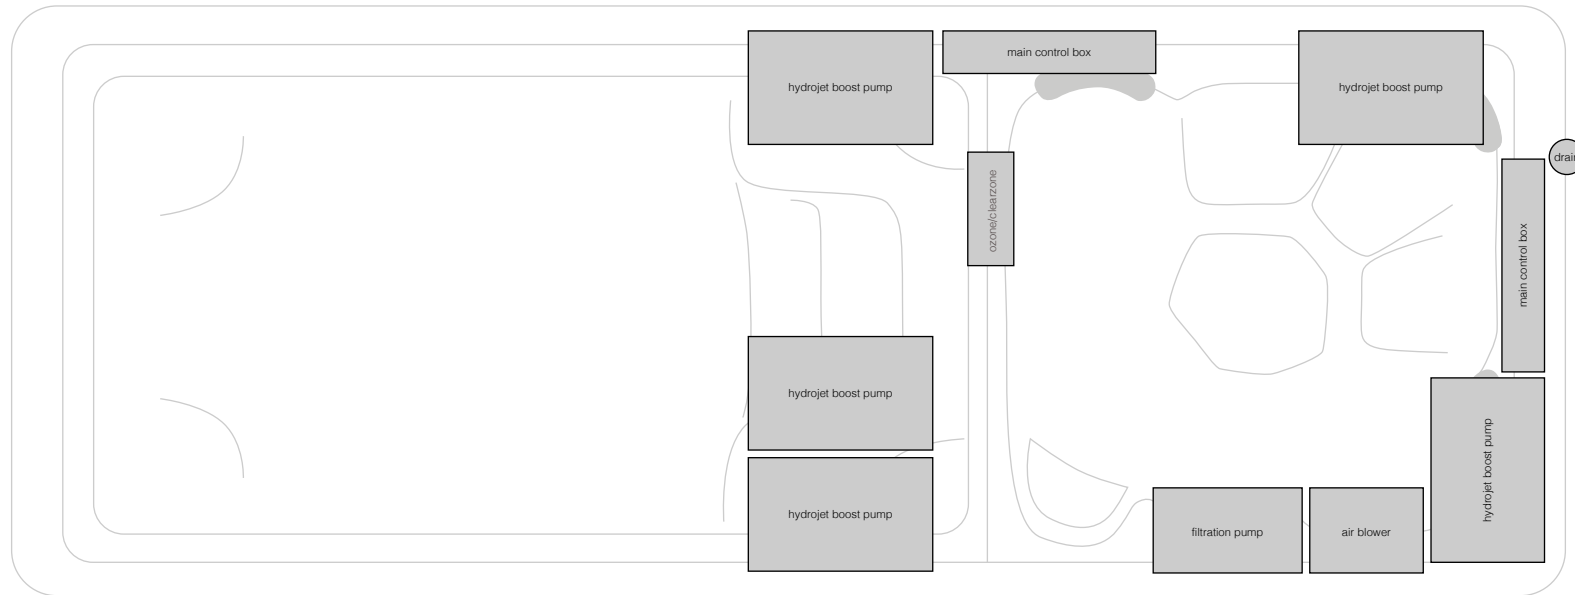 main control box
hydrojet boost pump
hydrojet boost pump
drain
ozone/clearzone
main control box
hydrojet boost pump
hydrojet boost pump
hydrojet boost pump
filtration pump
air blower